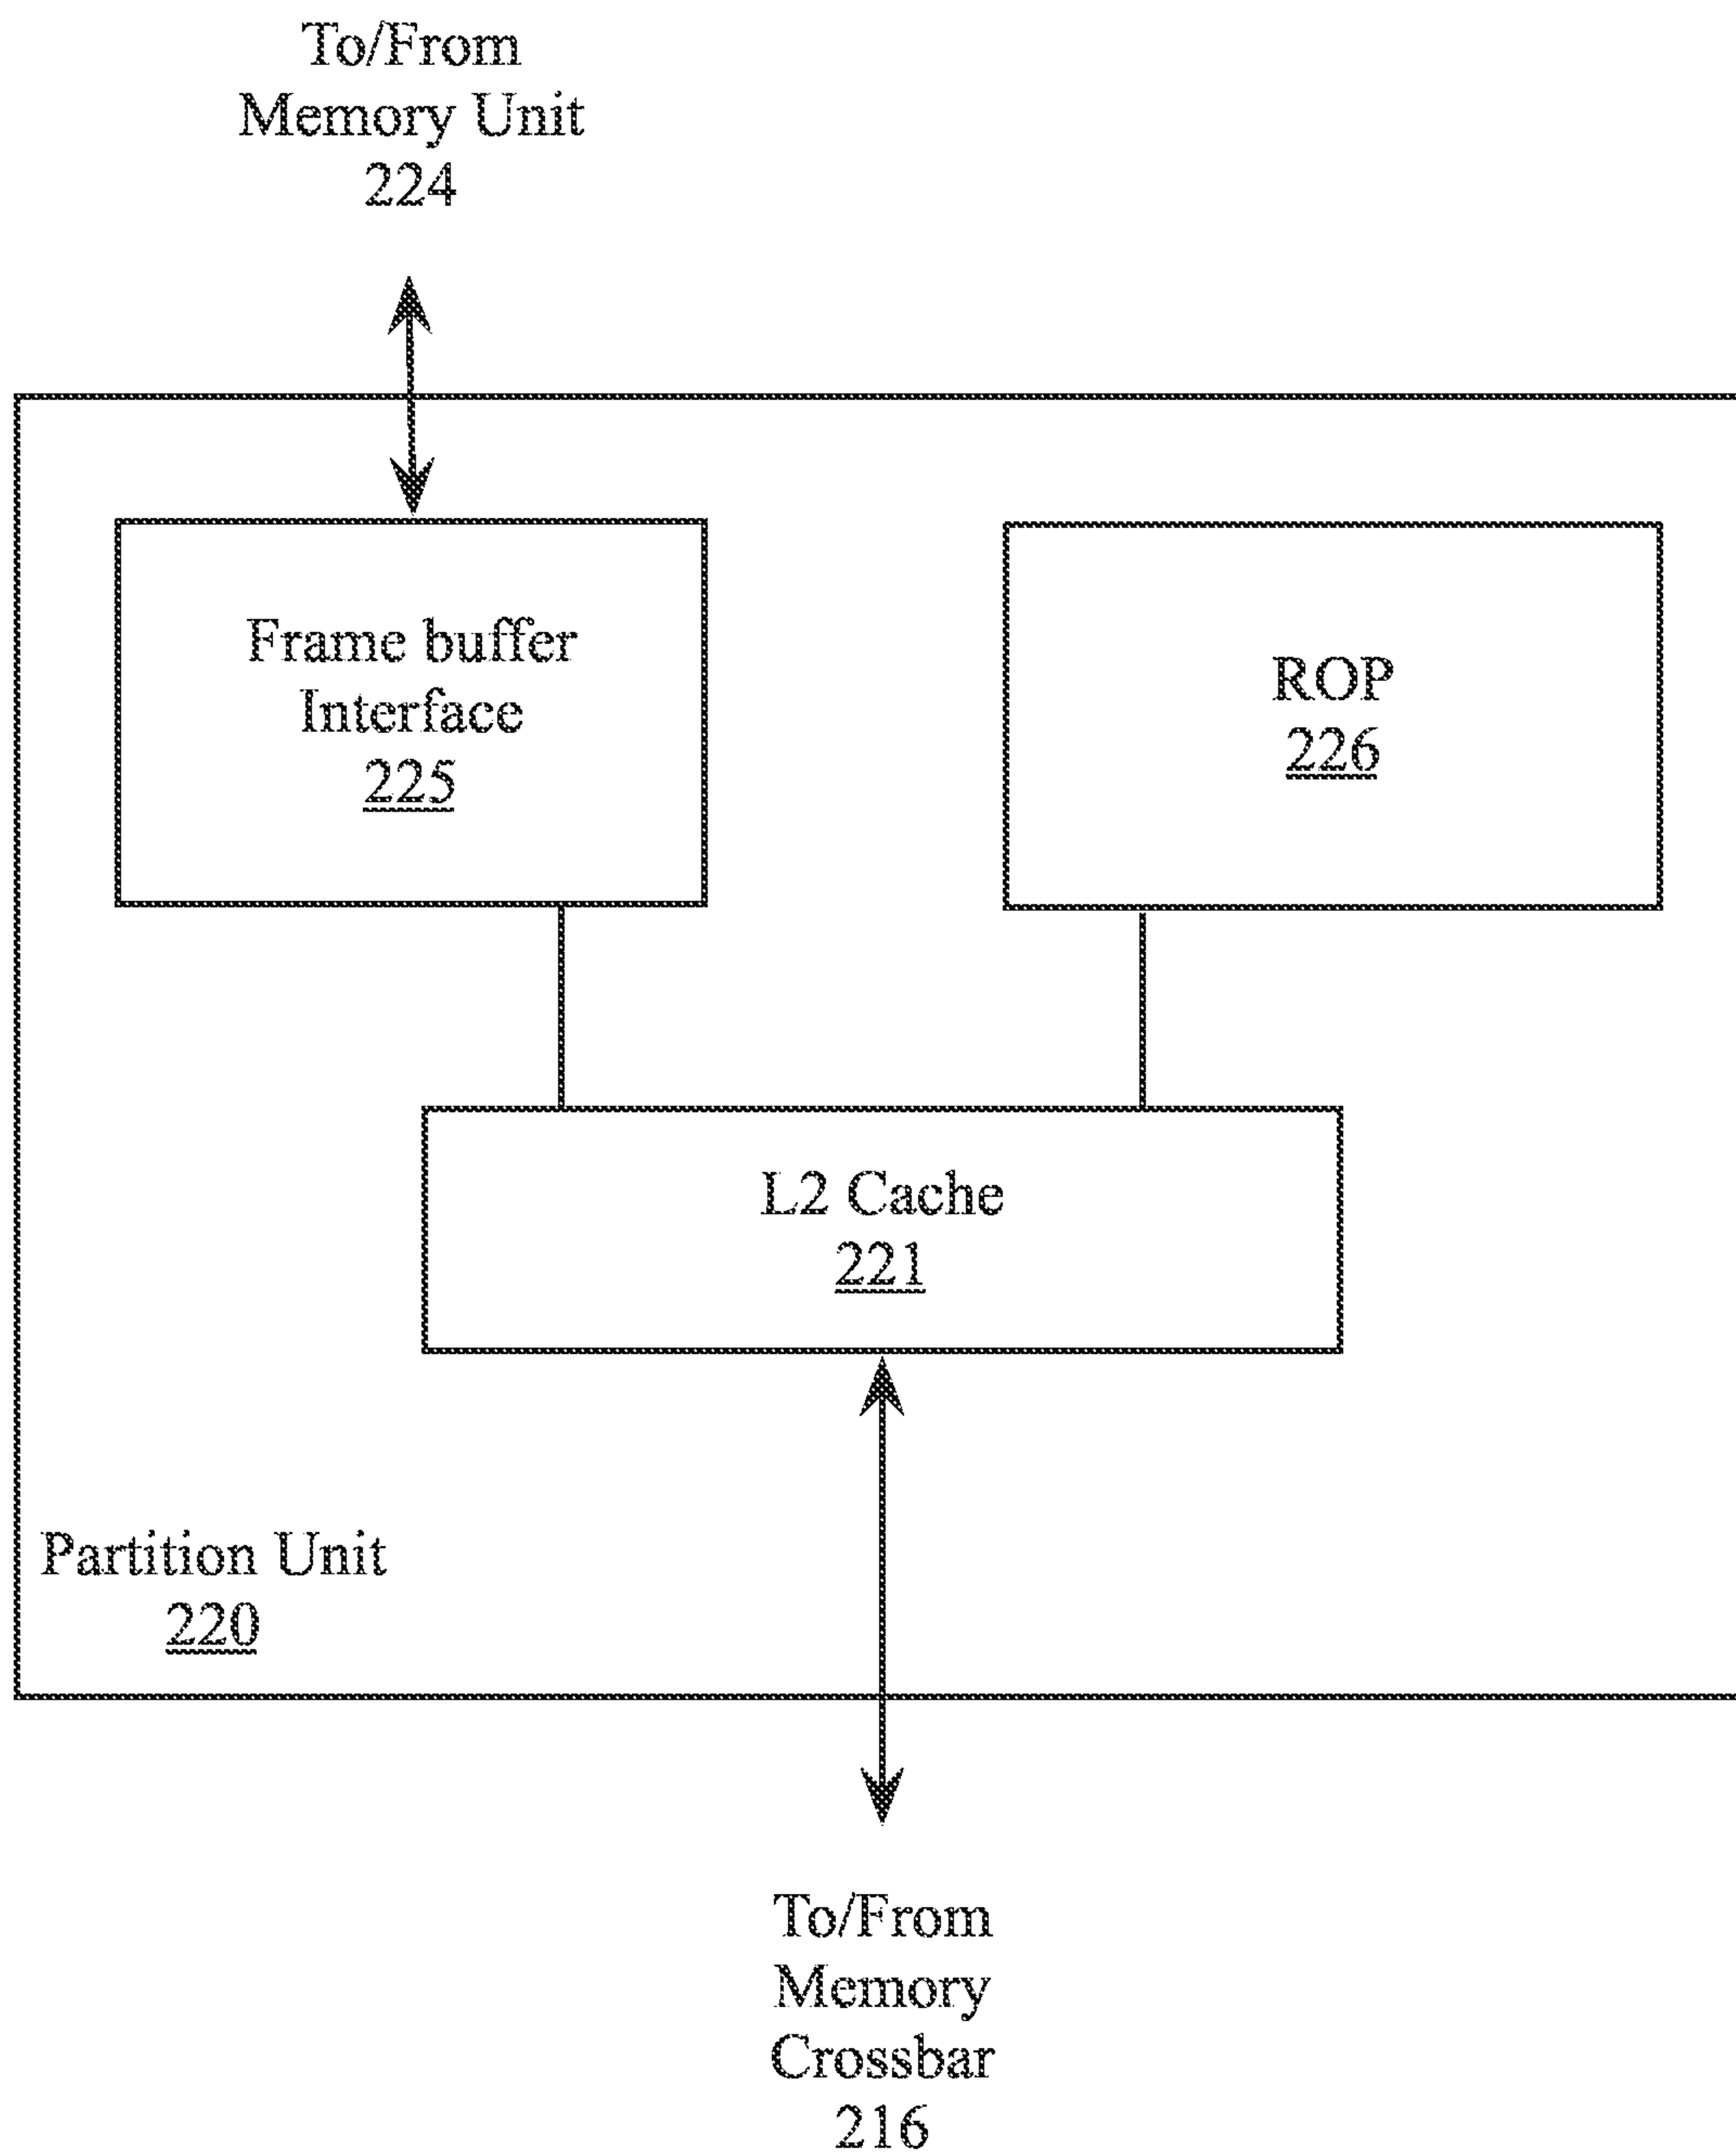 To/From
Memory Unit
224
Frame buffer
Interface
225
ROP
226
L2 Cache
221
Partition Unit
220
To/From
Memory
Crossbar
216